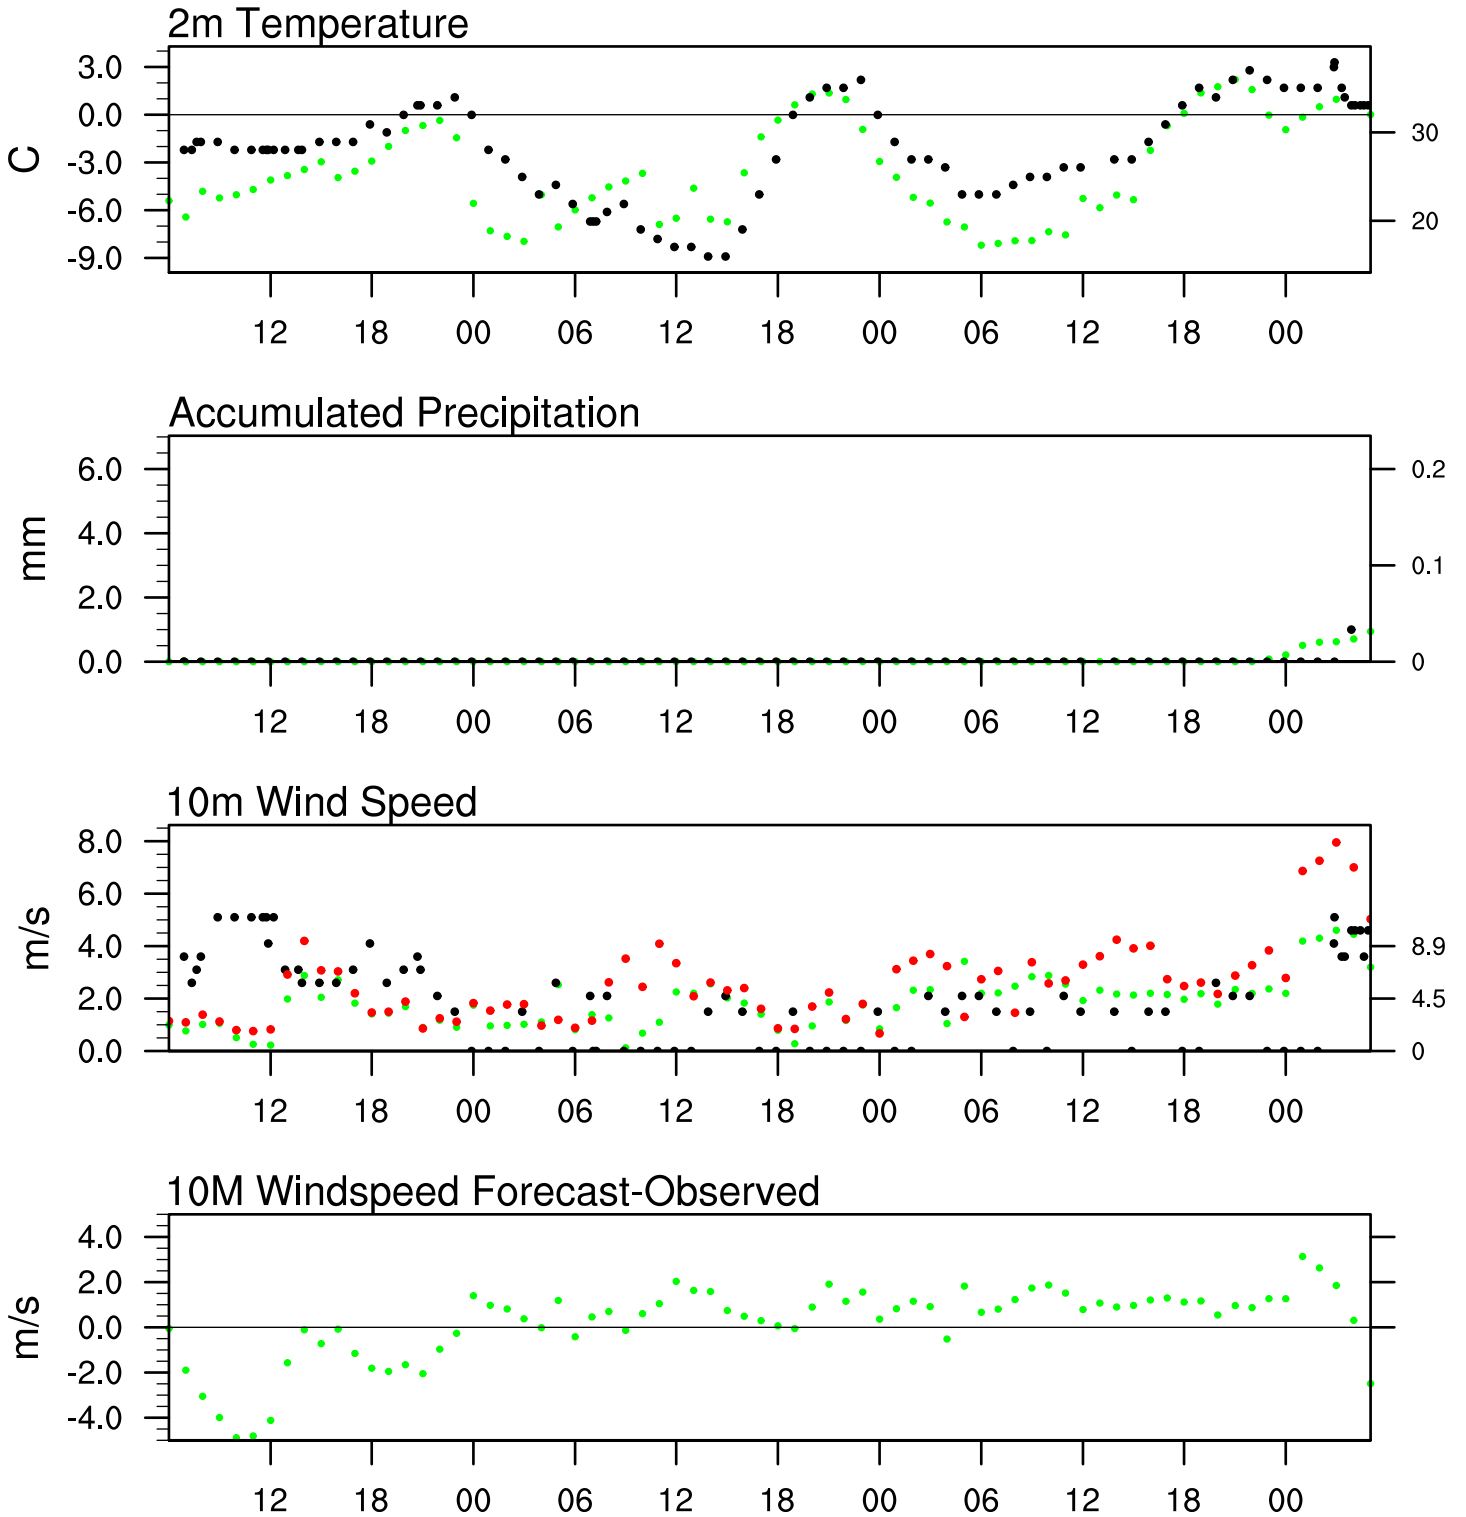 2m Temperature
3.0
0.0
-3.0
-6.0
-9.0
C
30
20
12 18 00 06 12 18 00 06 12 18 00
Accumulated Precipitation
6.0
4.0
2.0
0.0
mm
0.2
0.1
0
12 18 00 06 12 18 00 06 12 18 00
10m Wind Speed
8.0
6.0
4.0
2.0
0.0
m/s
8.9
4.5
0
12 18 00 06 12 18 00 06 12 18 00
10M Windspeed Forecast-Observed
4.0
2.0
0.0
-2.0
-4.0
m/s
12 18 00 06 12 18 00 06 12 18 00